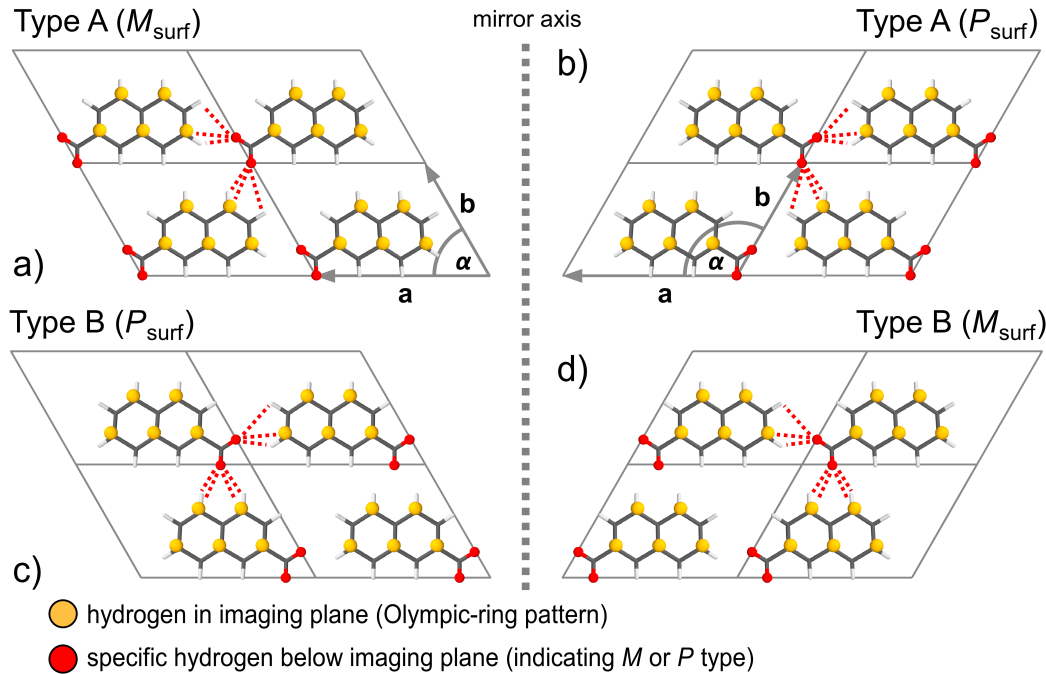 Type A (Msurf)
mirror axis
Type A (Psurf)
a)
b)
b
α
a
b
α
a
Type B (Psurf)
Type B (Msurf)
c)
d)
hydrogen in imaging plane (Olympic-ring pattern)
specific hydrogen below imaging plane (indicating M or P type)